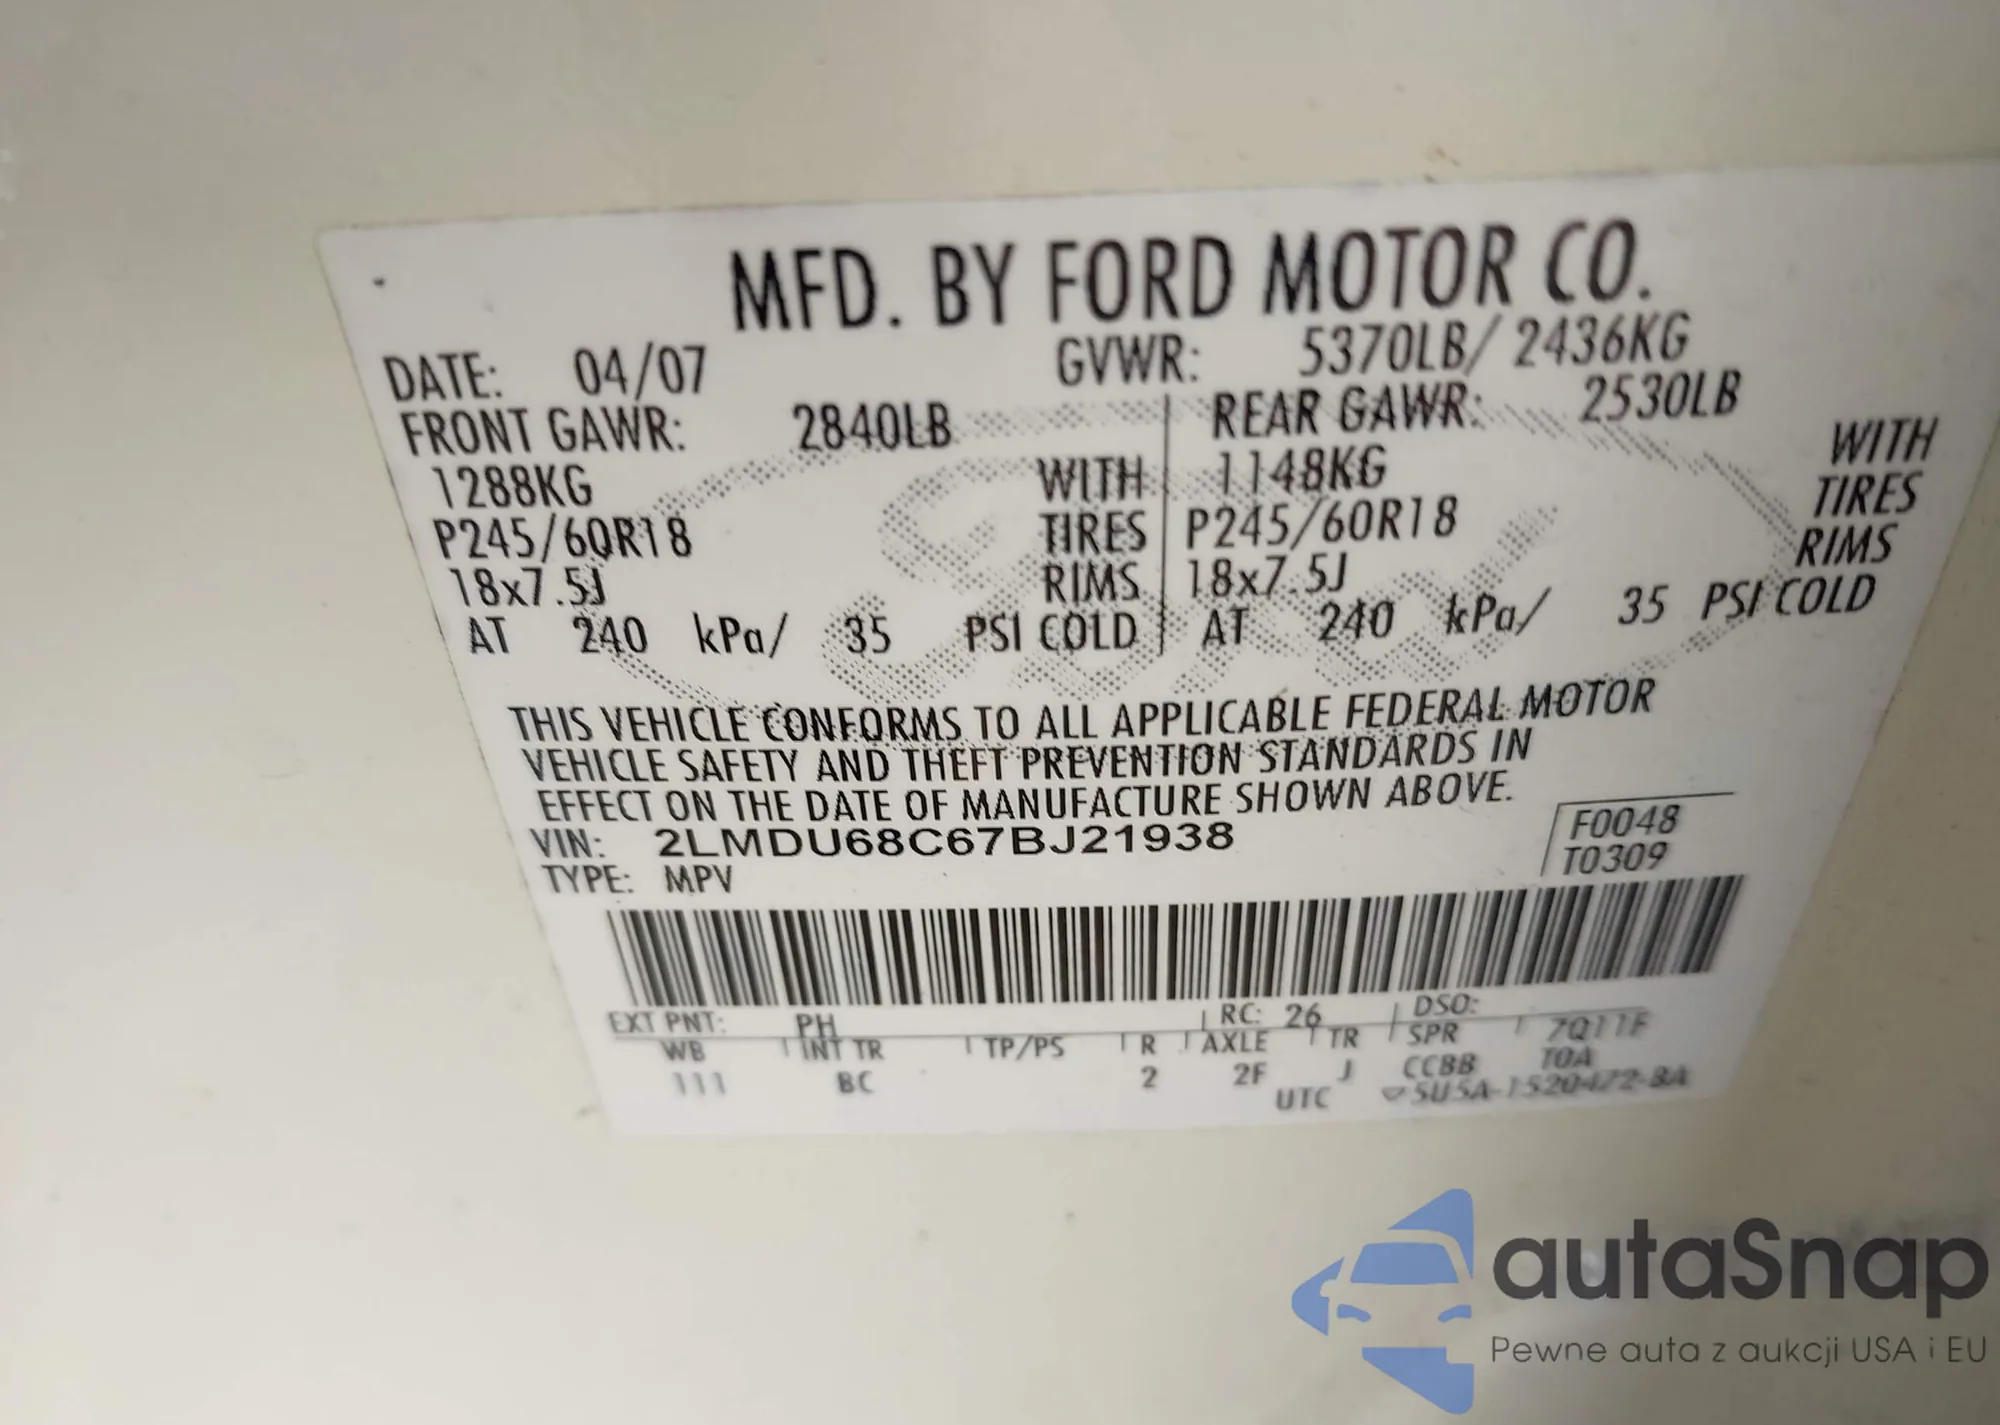 MFD. BY FORD MOTOR CO.
DATE: 04/07 GVWR: 5370LB/ 2436KG
FRONT GAWR: 2840LB REAR GAWR: 2530LB
1288KG WITH 1148KG WITH
P245/60R18 TIRES P245/60R18 TIRES
18x7.5J RIMS 18x7.5J RIMS
AT 240 kPa/ 35 PSI COLD AT 240 kPa/ 35 PSI COLD
THIS VEHICLE CONFORMS TO ALL APPLICABLE FEDERAL MOTOR
VEHICLE SAFETY AND THEFT PREVENTION STANDARDS IN
EFFECT ON THE DATE OF MANUFACTURE SHOWN ABOVE.
VIN: 2LMDU68C67BJ21938 F0048
TYPE: MPV T0309
EXT PNT: PH RC: 26 DSO:
WB INT TR TP/PS R AXLE TR SPR 7Q11F
111 BC 2 2F J CCBB
UTC
autaSnap
Pewne auta z aukcji USA i EU